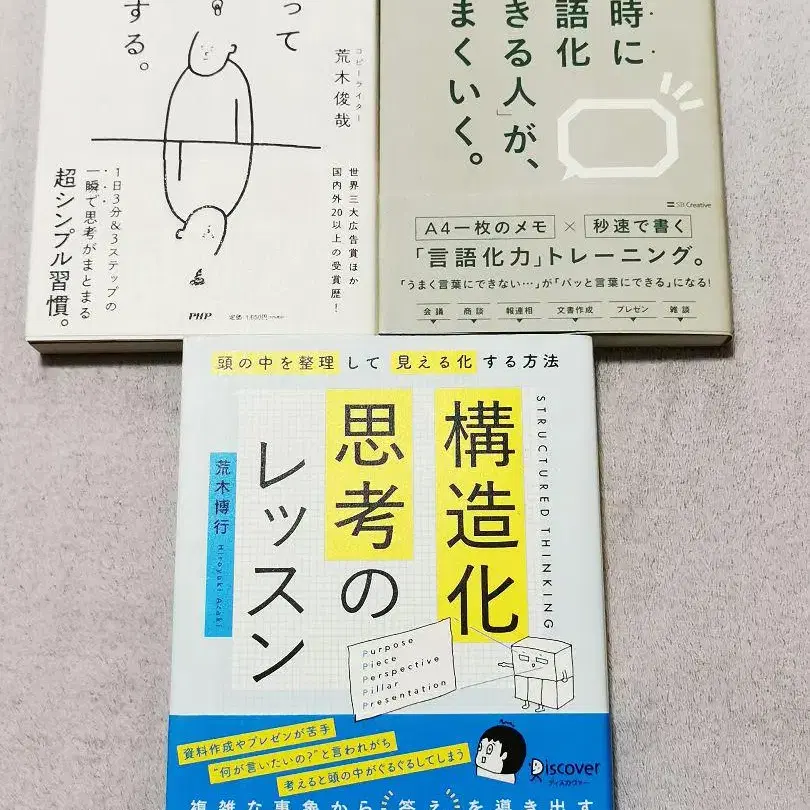 って
する。
コピーライター
荒木俊哉
世界三大広告賞ほか
国内外20以上の受賞歴！
1日3分&3ステップの
一瞬で思考がまとまる
超シンプル習慣。
PHP
時に
語化
きる人」が、
まくいく。
SB Creative
A4一枚のメモ × 秒速で書く
「言語化力」トレーニング。
「うまく言葉にできない…」が「パッと言葉にできる」になる!
会議 商談 報連相 文書作成 プレゼン 雑談
頭の中を整理して見える化する方法
構造化
思考の
レッスン
STRUCTURED THINKING
荒木博行
Hiroyuki Araki
Purpose
Piece
Perspective
Pillar
Presentation
資料作成やプレゼンが苦手
“何が言いたいの?”と言われがち
考えると頭の中がぐるぐるしてしまう
Discover
ディスカヴァー
複雑な事象から答えを導き出す